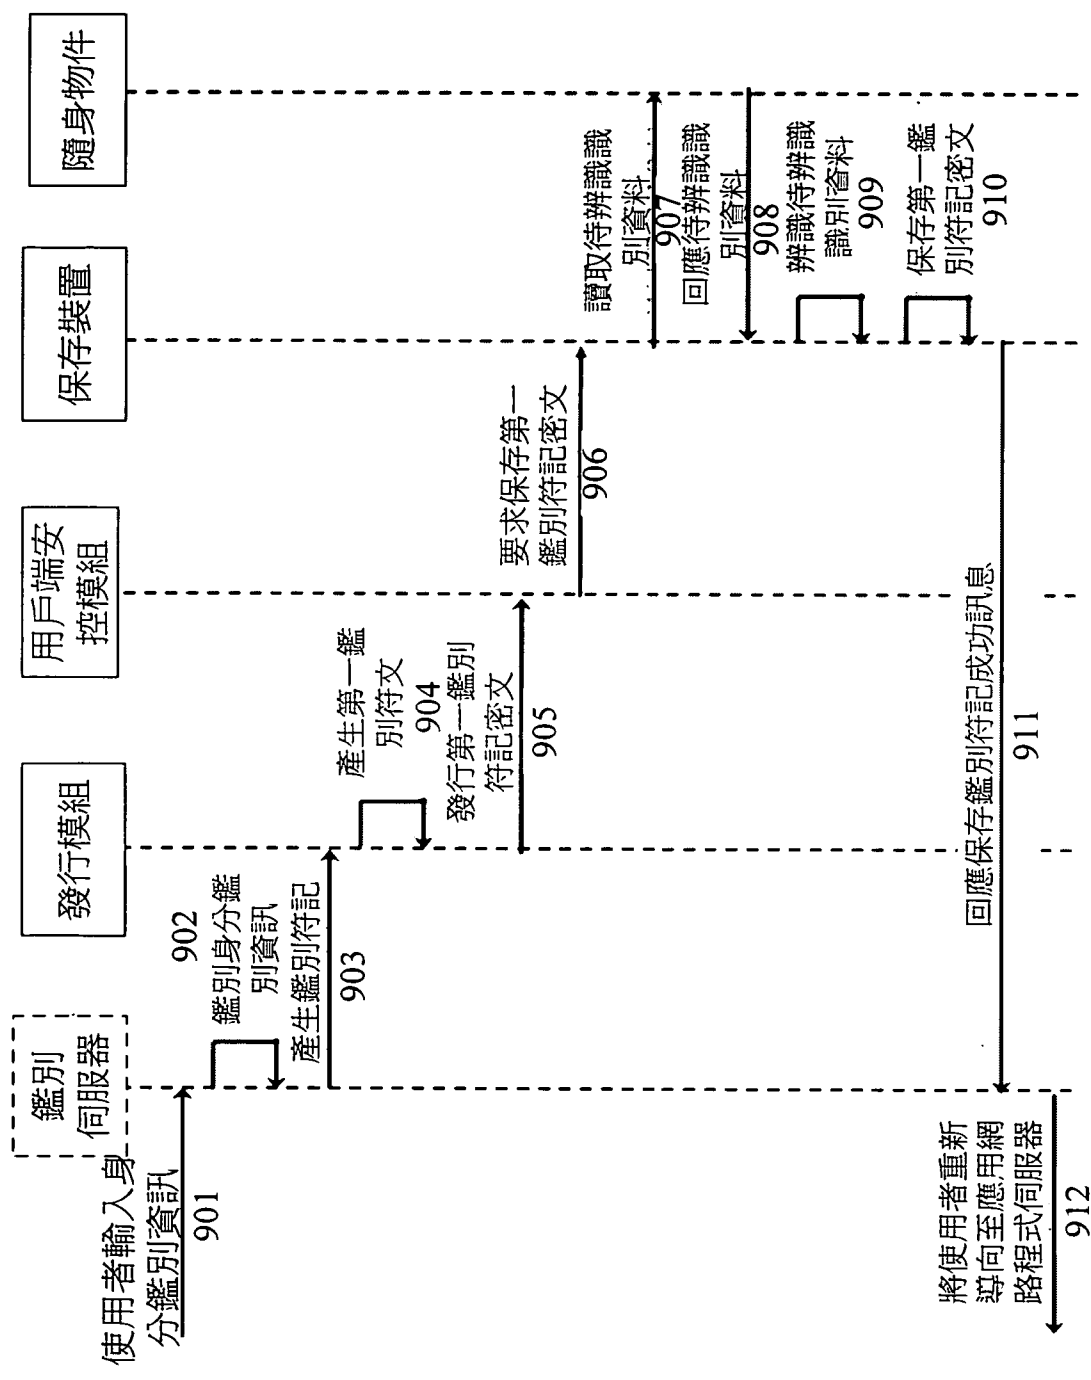 鑑別
伺服器
發行模組
用戶端安
控模組
保存裝置
隨身物件
使用者輸入身
分鑑別資訊
901
902
鑑別身分鑑
別資訊
產生鑑別符記
903
產生第一鑑
別符文
904
發行第一鑑別
符記密文
905
要求保存第一
鑑別符記密文
906
讀取待辨識識
別資料
907
回應待辨識識
別資料
908
辨識待辨識
識別資料
909
保存第一鑑
別符記密文
910
回應保存鑑別符記成功訊息
911
將使用者重新
導向至應用網
路程式伺服器
912